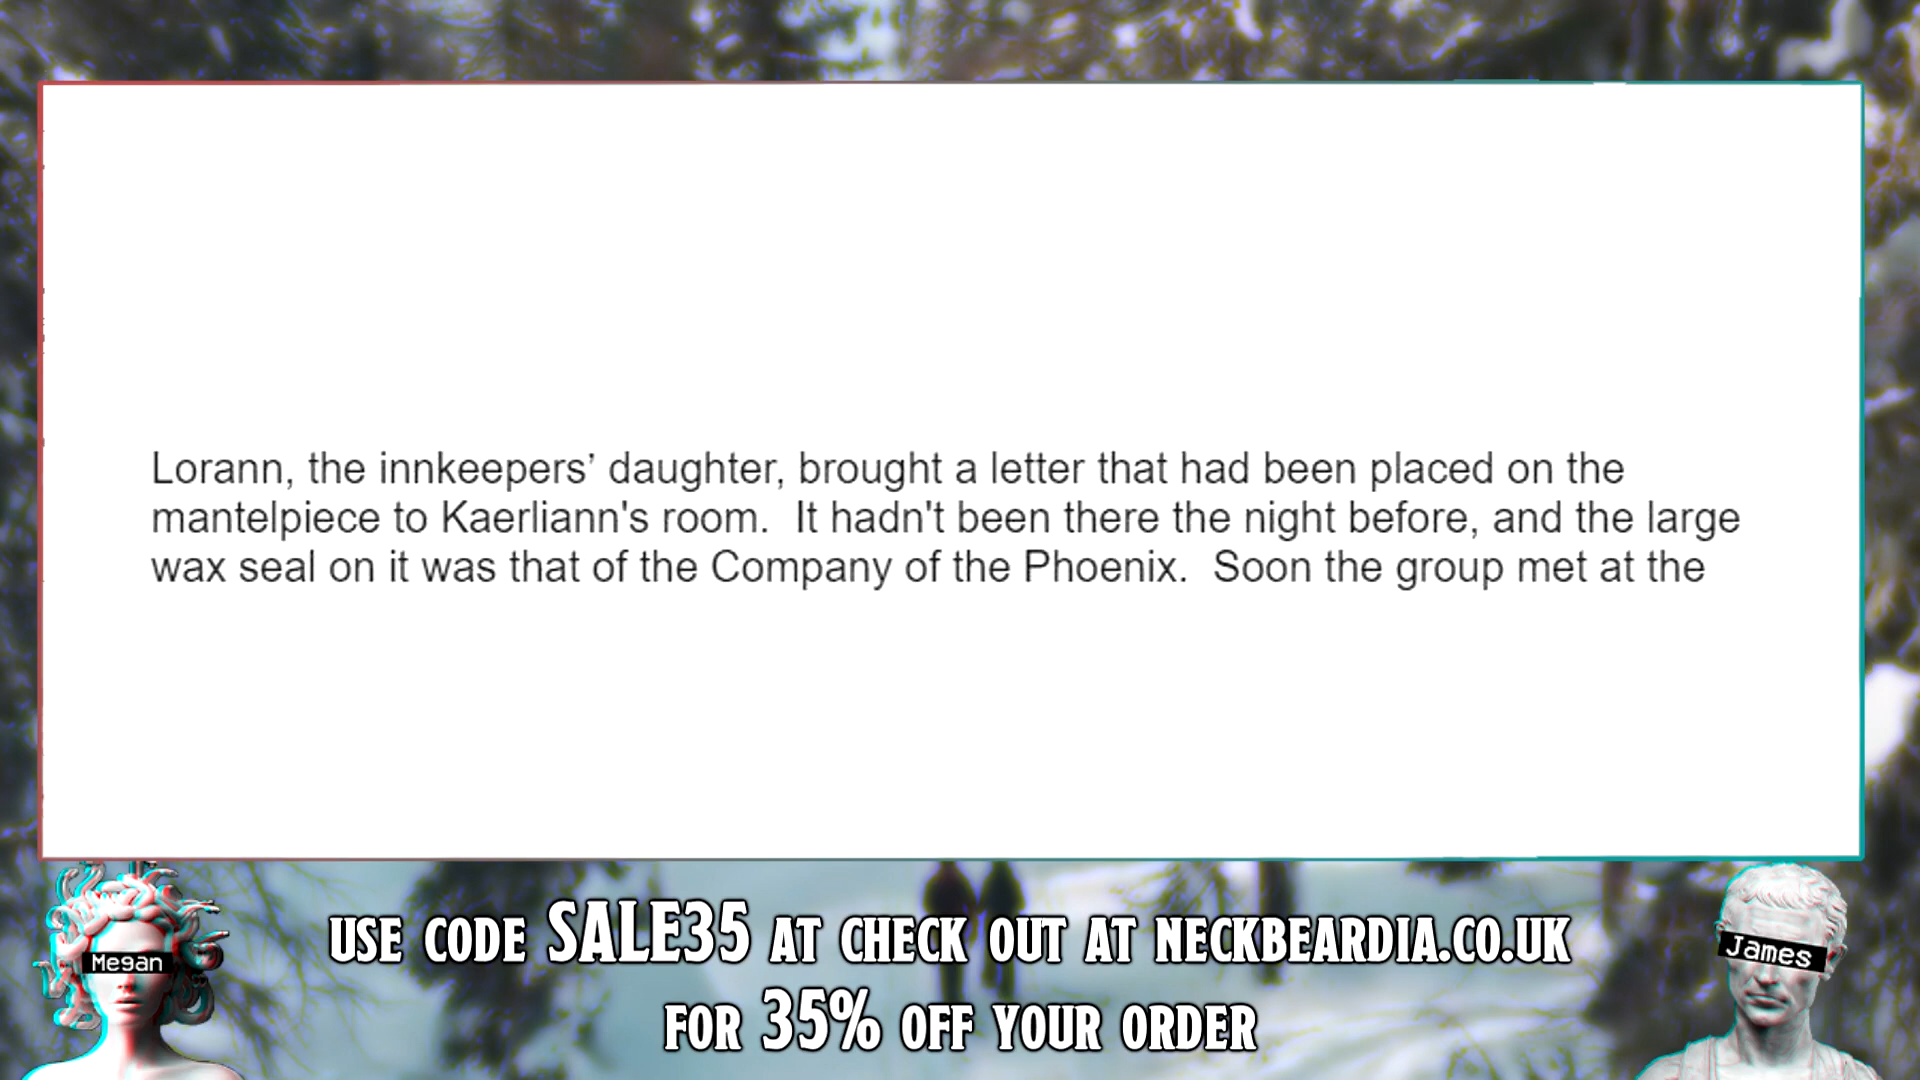 Lorann, the innkeepers’ daughter, brought a letter that had been placed on the
mantelpiece to Kaerliann's room.  It hadn't been there the night before, and the large
wax seal on it was that of the Company of the Phoenix.  Soon the group met at the
Megan
James
USE CODE SALE35 AT CHECK OUT AT NECKBEARDIA.CO.UK
FOR 35% OFF YOUR ORDER